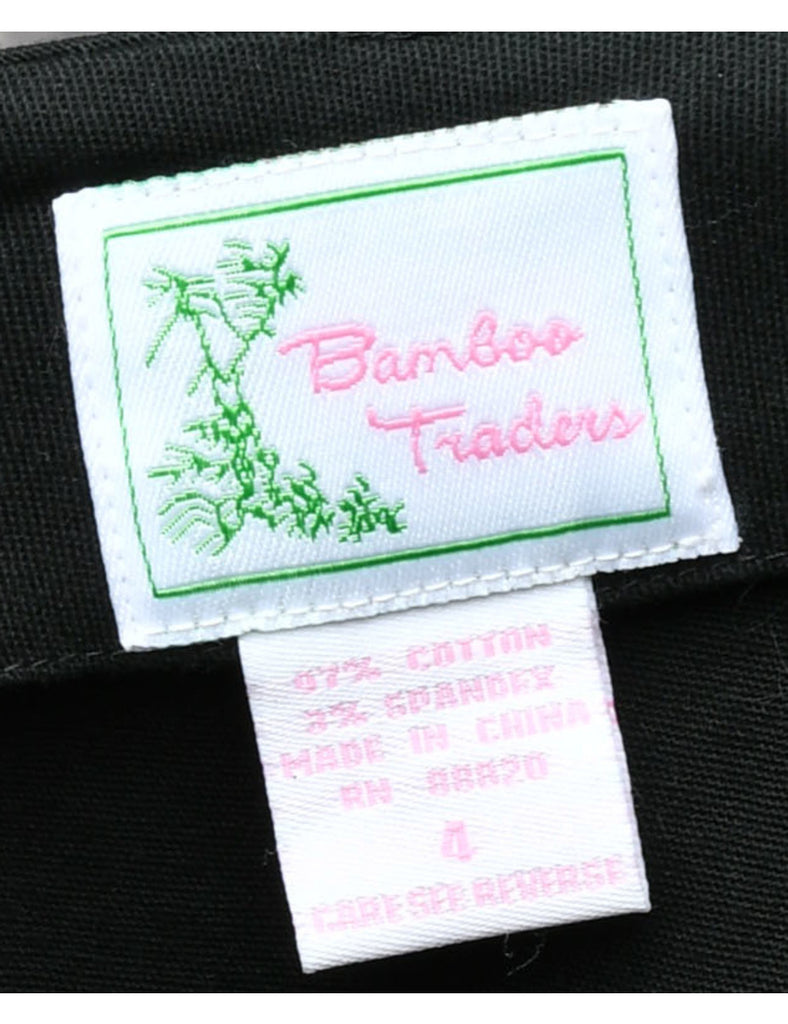 Bamboo
Traders
97% COTTON
3% SPANDEX
MADE IN CHINA
RN 88820
4
CARE SEE REVERSE